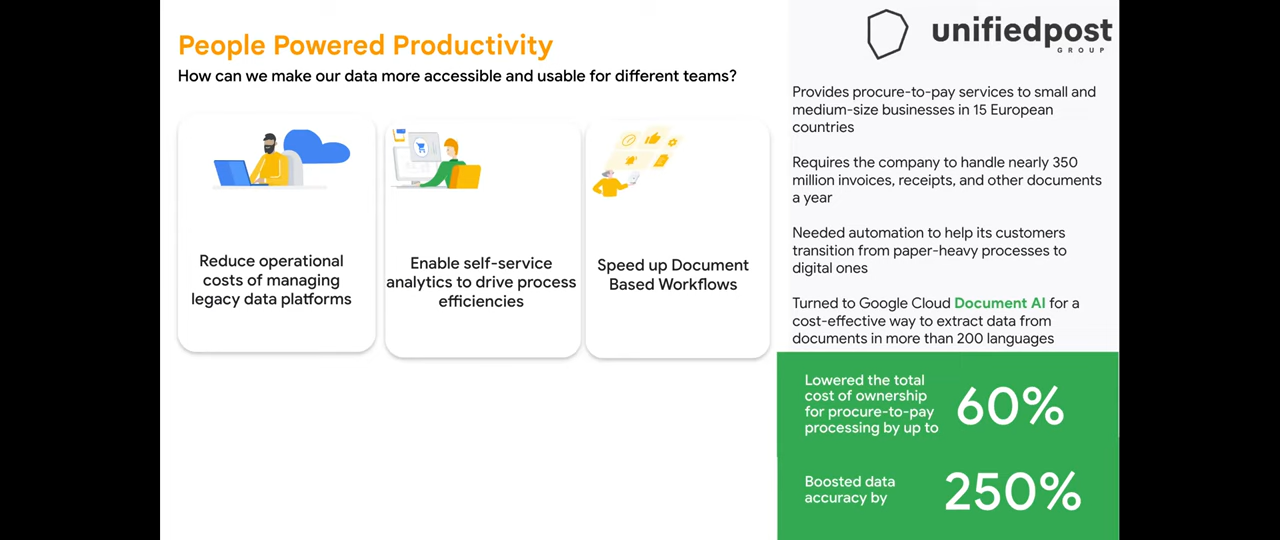 People Powered Productivity
How can we make our data more accessible and usable for different teams?
Reduce operational
costs of managing
legacy data platforms
Enable self-service
analytics to drive process
efficiencies
Speed up Document
Based Workflows
unifiedpost
GROUP
Provides procure-to-pay services to small and
medium-size businesses in 15 European
countries
Requires the company to handle nearly 350
million invoices, receipts, and other documents
a year
Needed automation to help its customers
transition from paper-heavy processes to
digital ones
Turned to Google Cloud Document AI for a
cost-effective way to extract data from
documents in more than 200 languages
Lowered the total
cost of ownership
for procure-to-pay
processing by up to
60%
Boosted data
accuracy by
250%